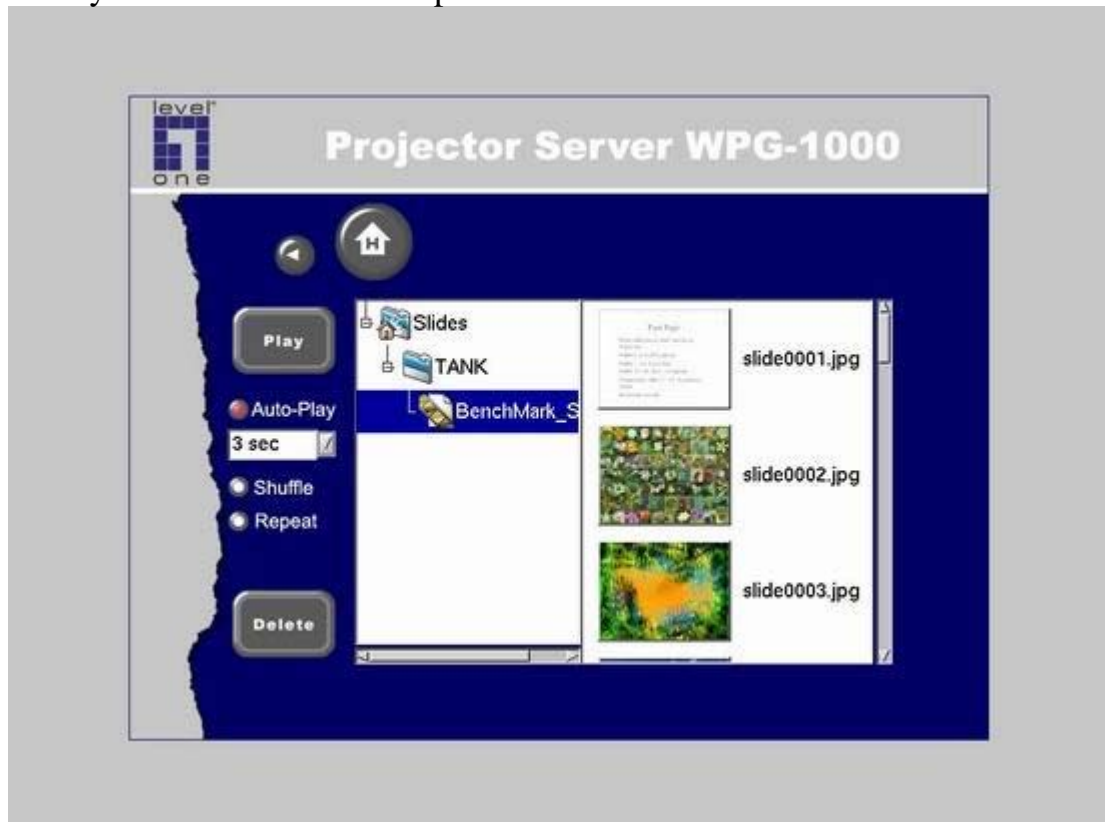 level
one
Projector Server WPG-1000
H
Play
Auto-Play
3 sec
Shuffle
Repeat
Delete
Slides
TANK
BenchMark_S
slide0001.jpg
slide0002.jpg
slide0003.jpg